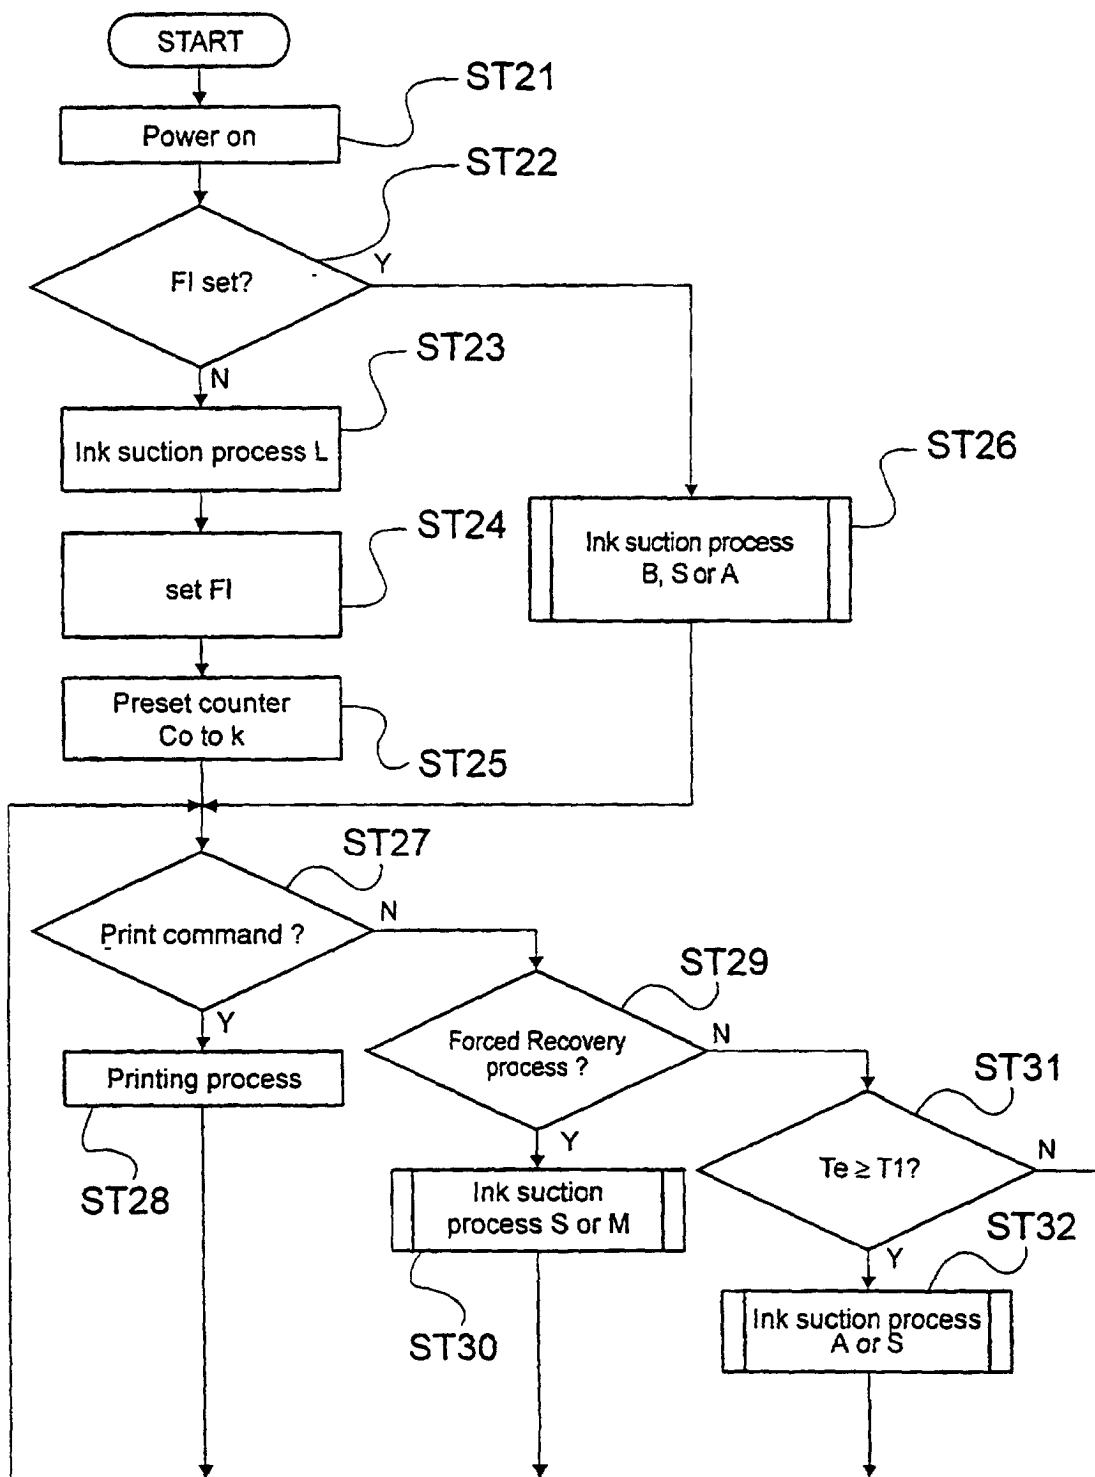 START
ST21
Power on
ST22
FI set?
Y
N
ST23
Ink suction process L
ST26
Ink suction process
B, S or A
ST24
set FI
Preset counter
Co to k
ST25
ST27
Print command ?
N
Y
ST29
Forced Recovery
process ?
N
Y
Printing process
ST28
ST31
Te ≥ T1?
N
Y
Ink suction
process S or M
ST30
ST32
Ink suction process
A or S